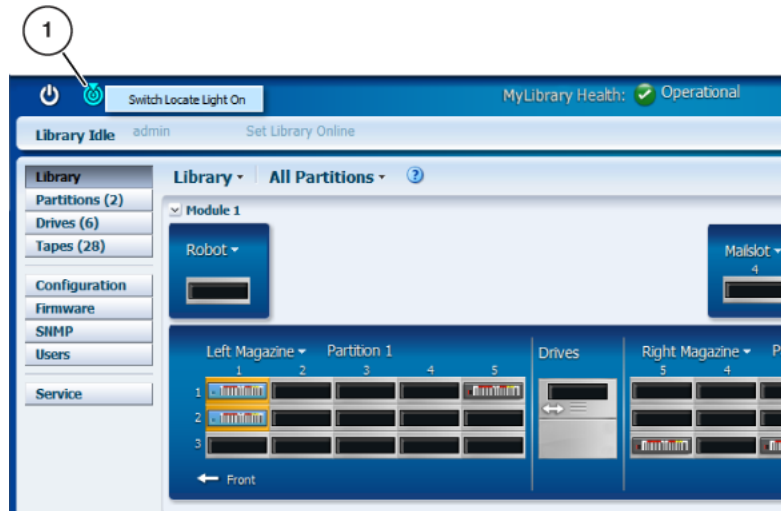 1
Switch Locate Light On
MyLibrary Health: Operational
Library Idle admin Set Library Online
Library
Partitions (2)
Drives (6)
Tapes (28)
Configuration
Firmware
SNMP
Users
Service
Library All Partitions ?
Module 1
Robot
Mailslot
4
Left Magazine Partition 1
1 2 3 4 5
1
2
3
Front
Drives
Right Magazine P
5 4